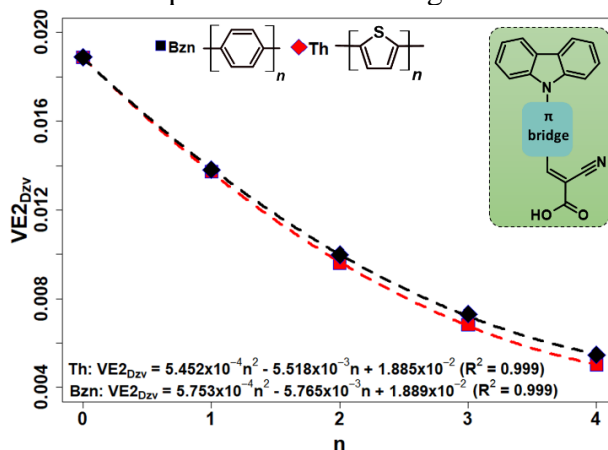 0.020
0.016
0.012
0.008
0.004
VE2Dzv
Bzn
n
Th
S
n
N
π
bridge
N
HO
O
Th: VE2Dzv = 5.452x10⁻⁴n² - 5.518x10⁻³n + 1.885x10⁻² (R² = 0.999)
Bzn: VE2Dzv = 5.753x10⁻⁴n² - 5.765x10⁻³n + 1.889x10⁻² (R² = 0.999)
0 1 2 3 4
n